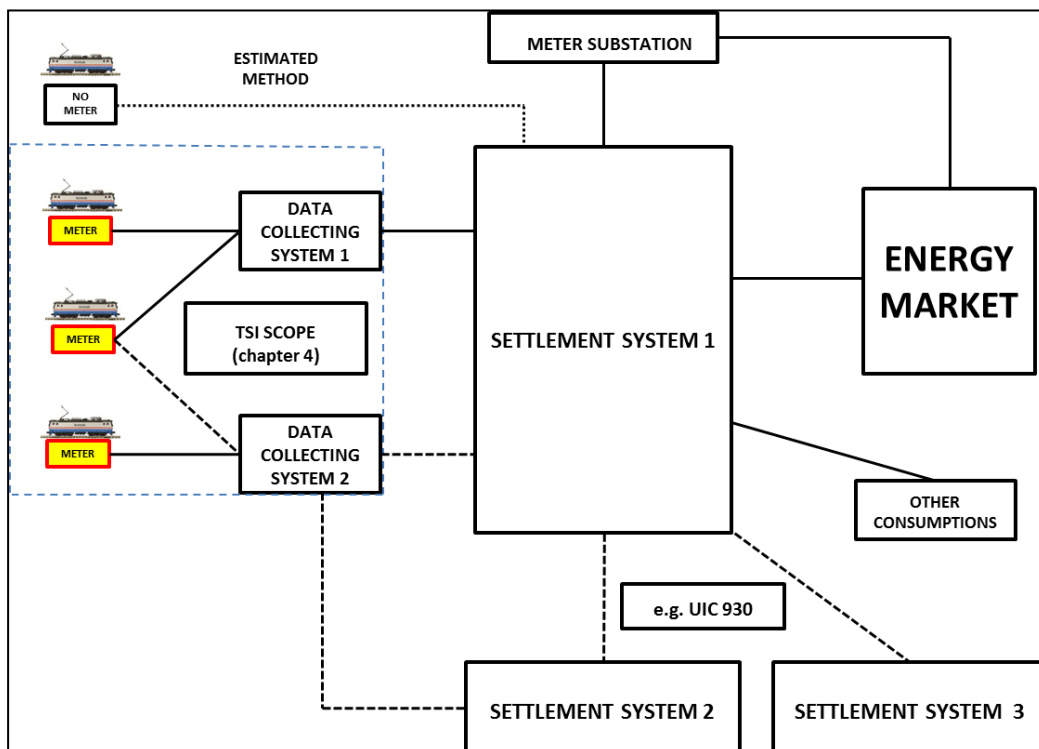 METER SUBSTATION
ESTIMATED
METHOD
NO
METER
METER
DATA
COLLECTING
SYSTEM 1
METER
TSI SCOPE
(chapter 4)
SETTLEMENT SYSTEM 1
ENERGY
MARKET
METER
DATA
COLLECTING
SYSTEM 2
OTHER
CONSUMPTIONS
e.g. UIC 930
SETTLEMENT SYSTEM 2
SETTLEMENT SYSTEM 3